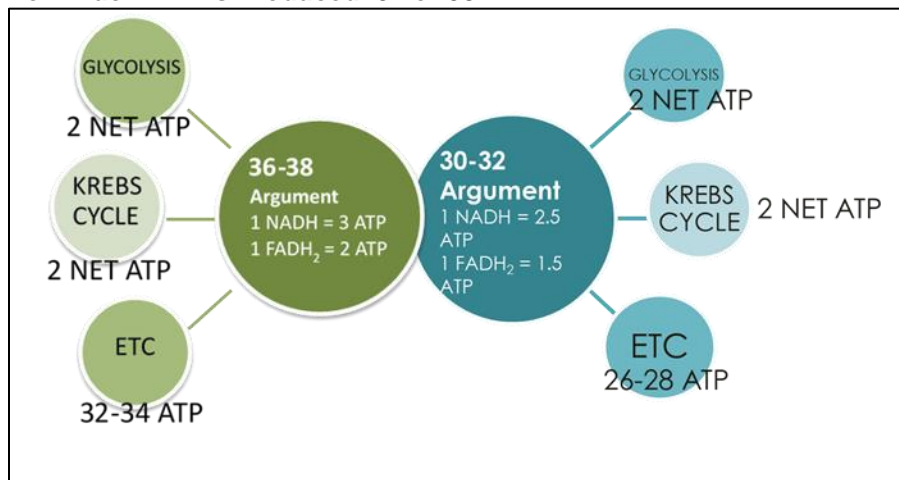 GLYCOLYSIS
2 NET ATP
KREBS
CYCLE
2 NET ATP
ETC
32-34 ATP
36-38
Argument
1 NADH = 3 ATP
1 FADH₂ = 2 ATP
30-32
Argument
1 NADH = 2.5
ATP
1 FADH₂ = 1.5
ATP
GLYCOLYSIS
2 NET ATP
KREBS
CYCLE
2 NET ATP
ETC
26-28 ATP